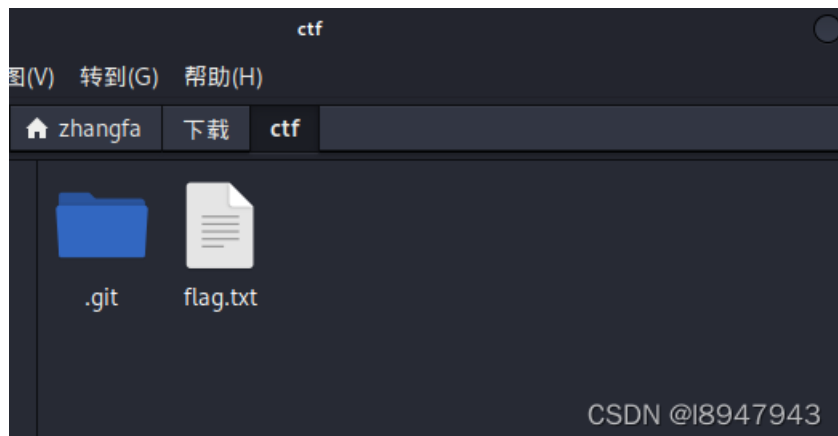 ctf
图(V) 转到(G) 帮助(H)
zhangfa 下载 ctf
.git flag.txt
CSDN @l8947943